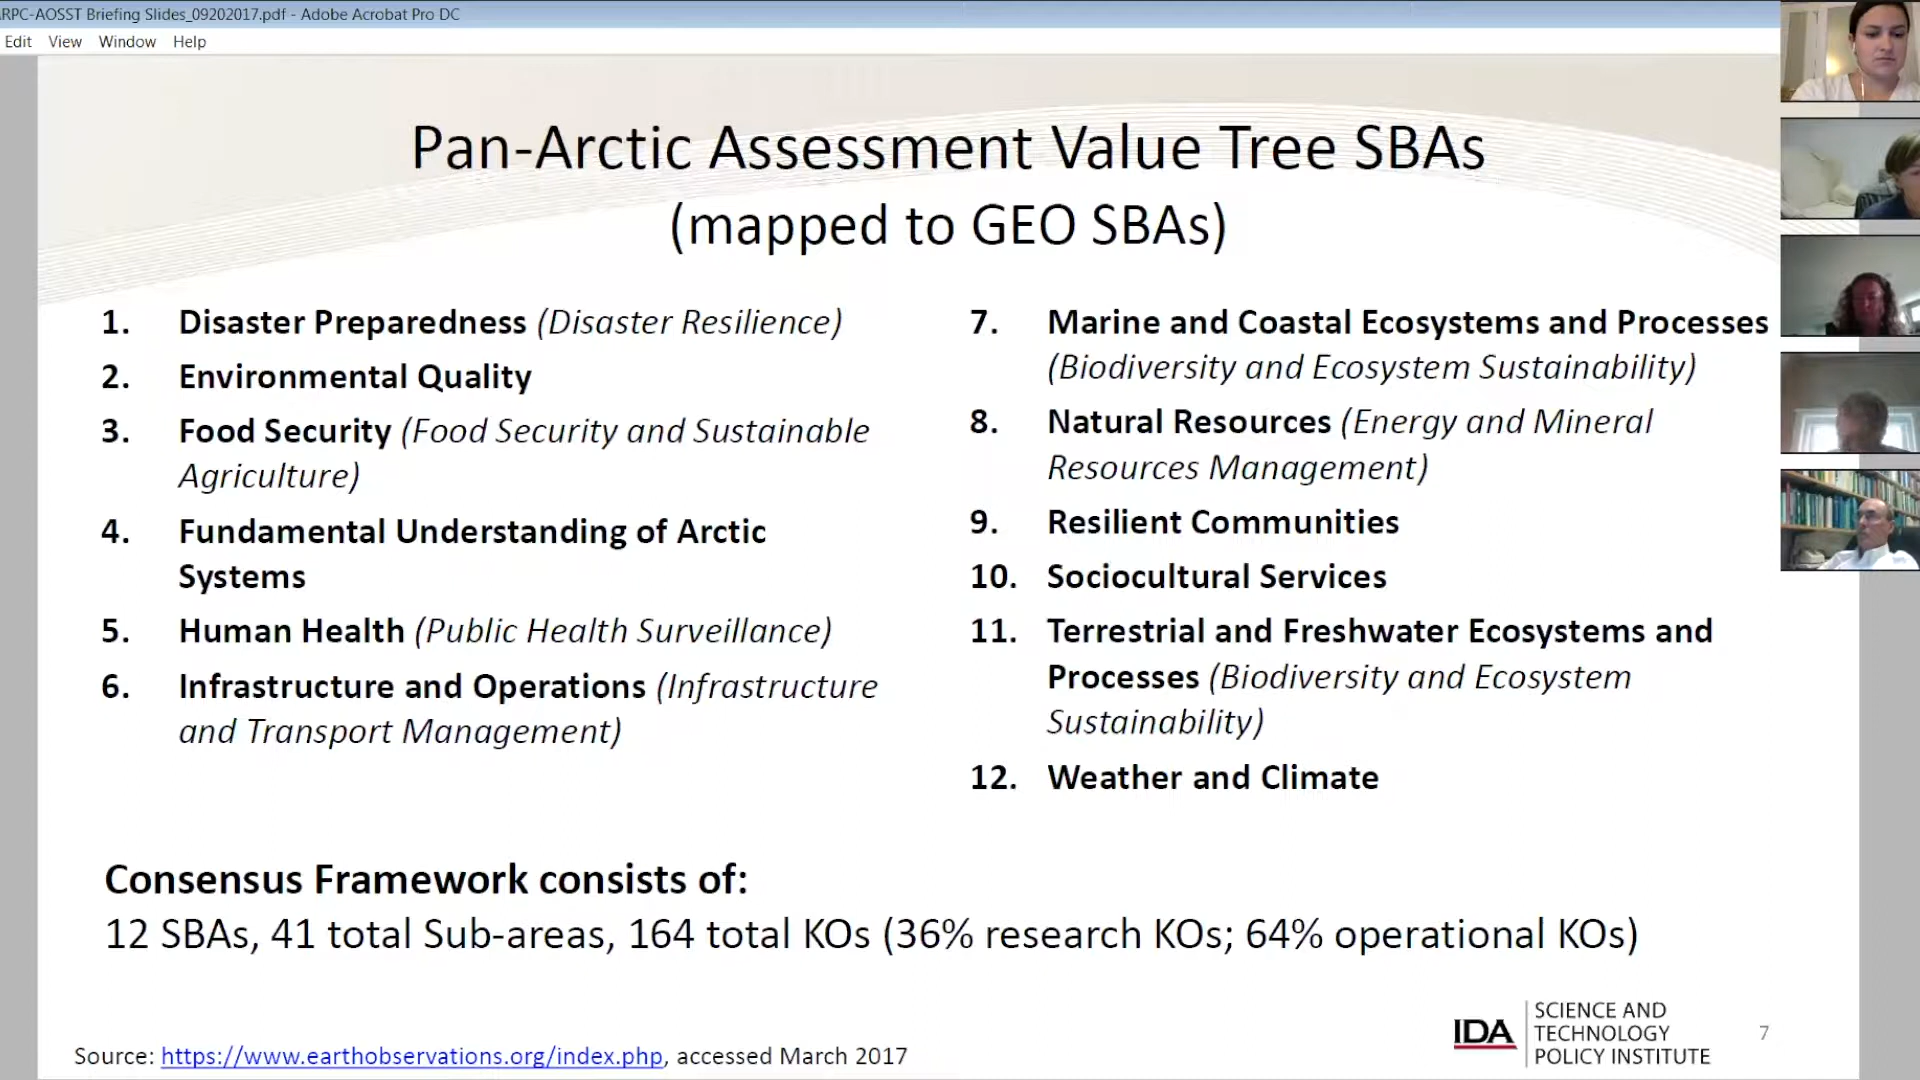 RPC-AOSST Briefing Slides_09202017.pdf - Adobe Acrobat Pro DC
Edit View Window Help
Pan-Arctic Assessment Value Tree SBAs
(mapped to GEO SBAs)
1. Disaster Preparedness (Disaster Resilience)
2. Environmental Quality
3. Food Security (Food Security and Sustainable
Agriculture)
4. Fundamental Understanding of Arctic
Systems
5. Human Health (Public Health Surveillance)
6. Infrastructure and Operations (Infrastructure
and Transport Management)
7. Marine and Coastal Ecosystems and Processes
(Biodiversity and Ecosystem Sustainability)
8. Natural Resources (Energy and Mineral
Resources Management)
9. Resilient Communities
10. Sociocultural Services
11. Terrestrial and Freshwater Ecosystems and
Processes (Biodiversity and Ecosystem
Sustainability)
12. Weather and Climate
Consensus Framework consists of:
12 SBAs, 41 total Sub-areas, 164 total KOs (36% research KOs; 64% operational KOs)
Source: https://www.earthobservations.org/index.php, accessed March 2017
IDA
SCIENCE AND
TECHNOLOGY
POLICY INSTITUTE
7